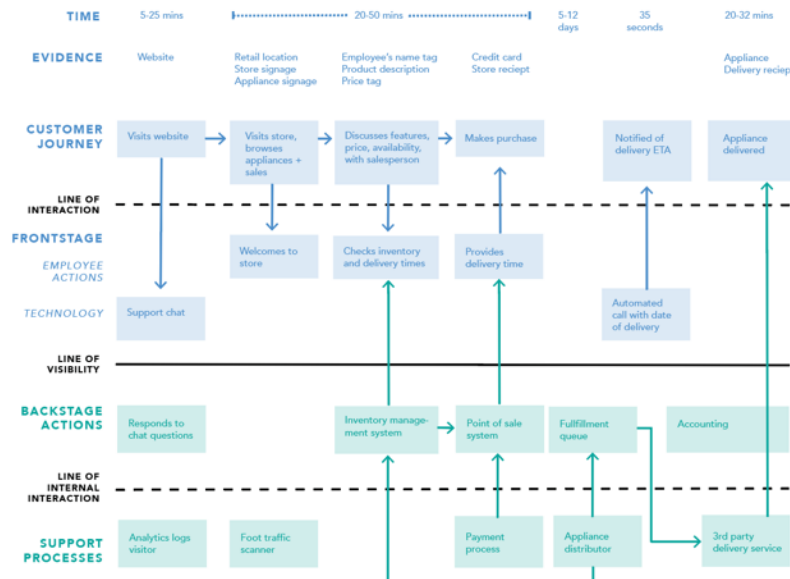 TIME
5-25 mins
20-50 mins
5-12
days
35
seconds
20-32 mins
EVIDENCE
Website
Retail location
Store signage
Appliance signage
Employee's name tag
Product description
Price tag
Credit card
Store reciept
Appliance
Delivery reciept
CUSTOMER
JOURNEY
Visits website
Visits store,
browses
appliances +
sales
Discusses features,
price, availability,
with salesperson
Makes purchase
Notified of
delivery ETA
Appliance
delivered
LINE OF
INTERACTION
FRONTSTAGE
EMPLOYEE
ACTIONS
Welcomes to
store
Checks inventory
and delivery times
Provides
delivery time
TECHNOLOGY
Support chat
Automated
call with date
of delivery
LINE OF
VISIBILITY
BACKSTAGE
ACTIONS
Responds to
chat questions
Inventory manage-
ment system
Point of sale
system
Fullfillment
queue
Accounting
LINE OF
INTERNAL
INTERACTION
SUPPORT
PROCESSES
Analytics logs
visitor
Foot traffic
scanner
Payment
process
Appliance
distributor
3rd party
delivery service